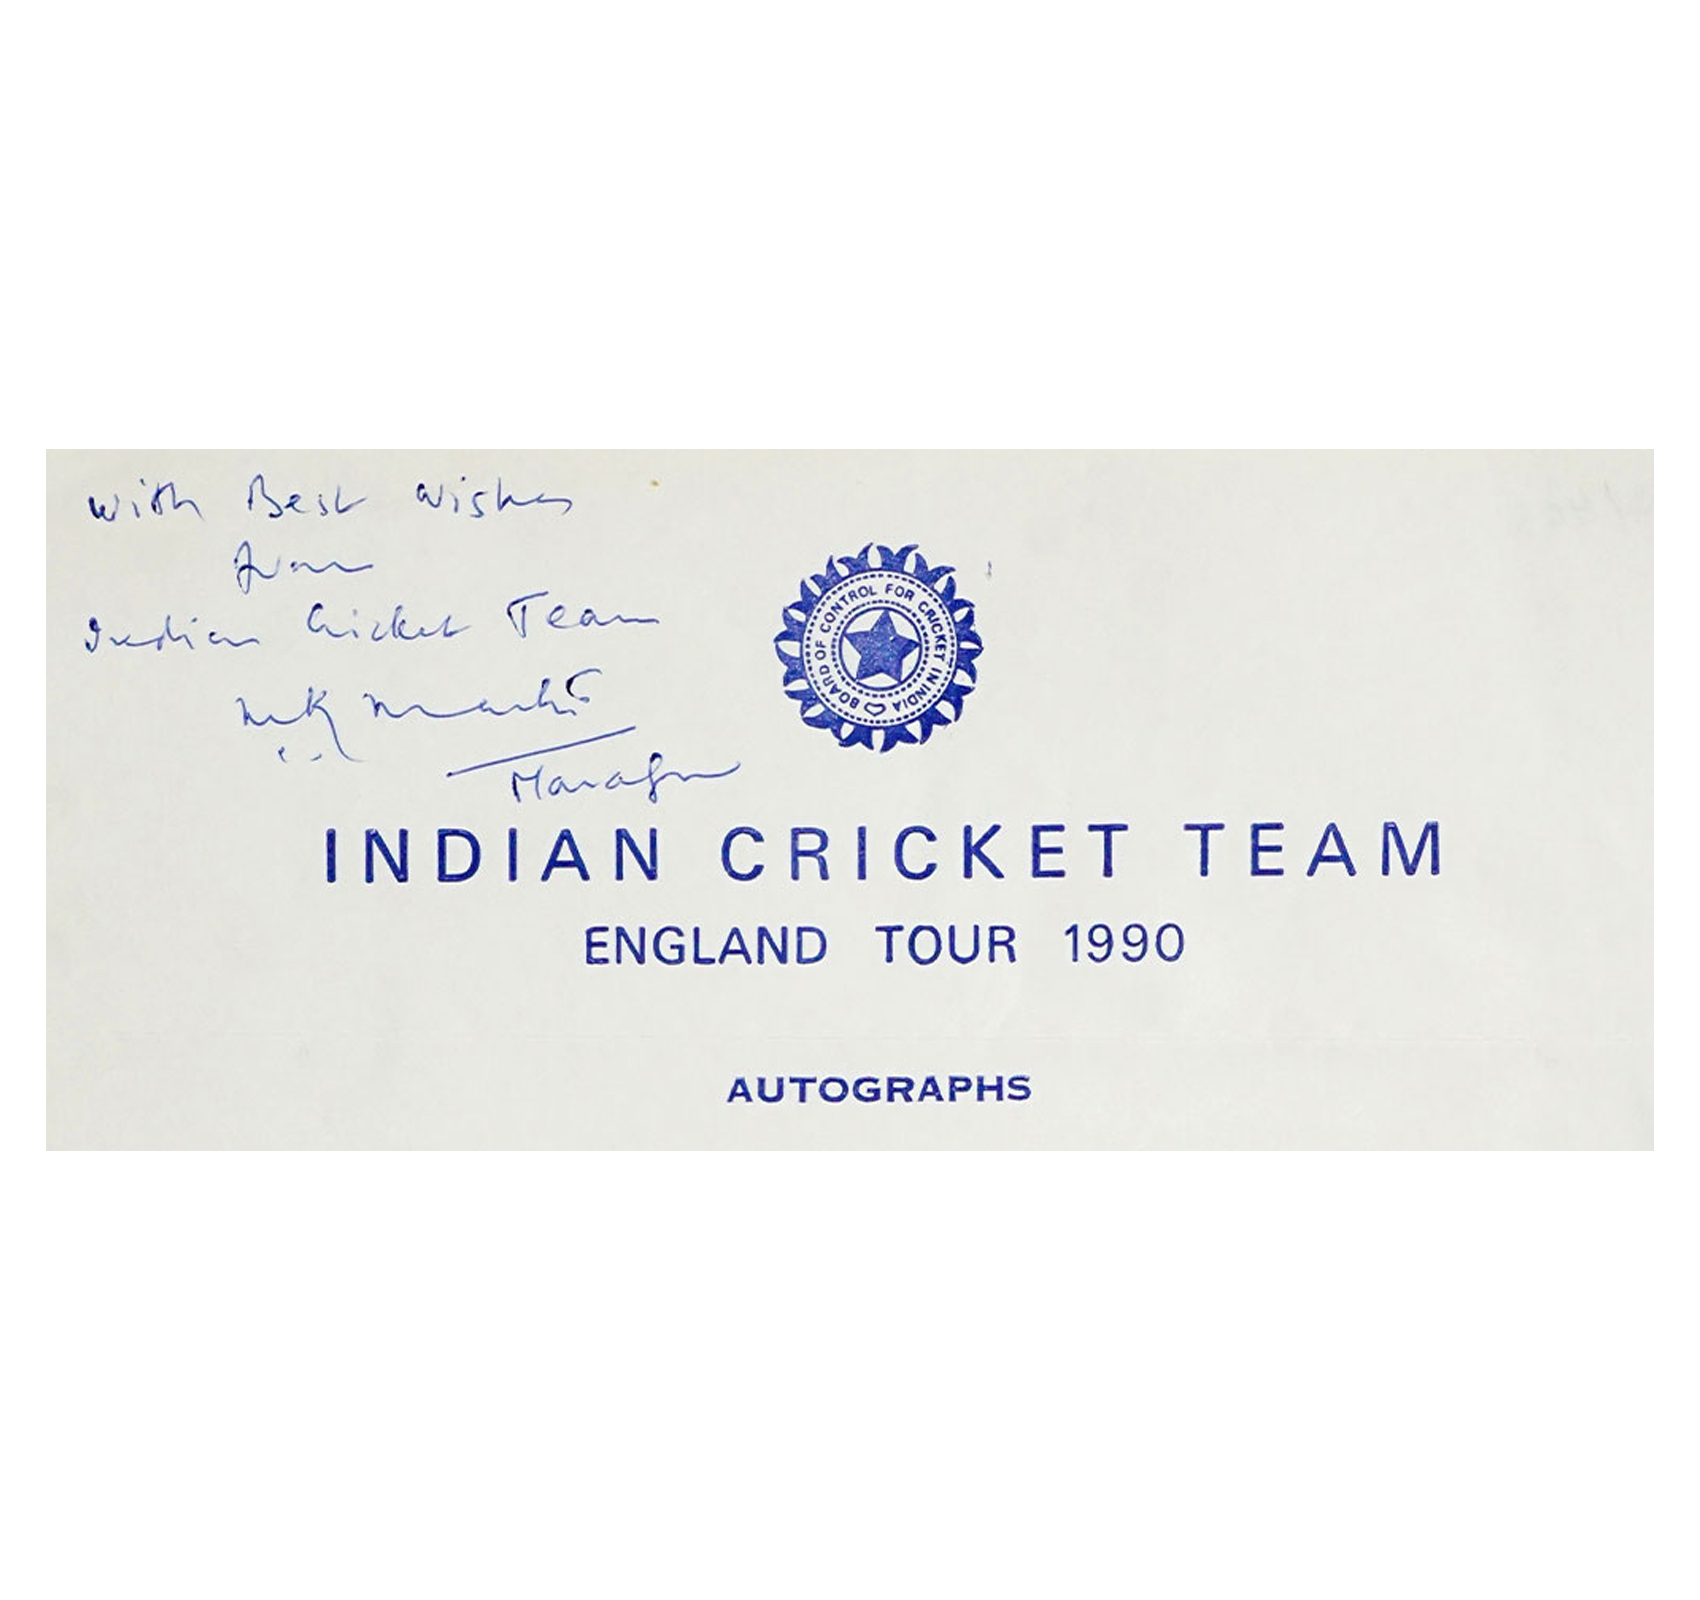 With Best Wishes
from
Indian Cricket Team
MK
Manager
BOARD OF CONTROL FOR CRICKET IN INDIA
INDIAN CRICKET TEAM
ENGLAND TOUR 1990
AUTOGRAPHS